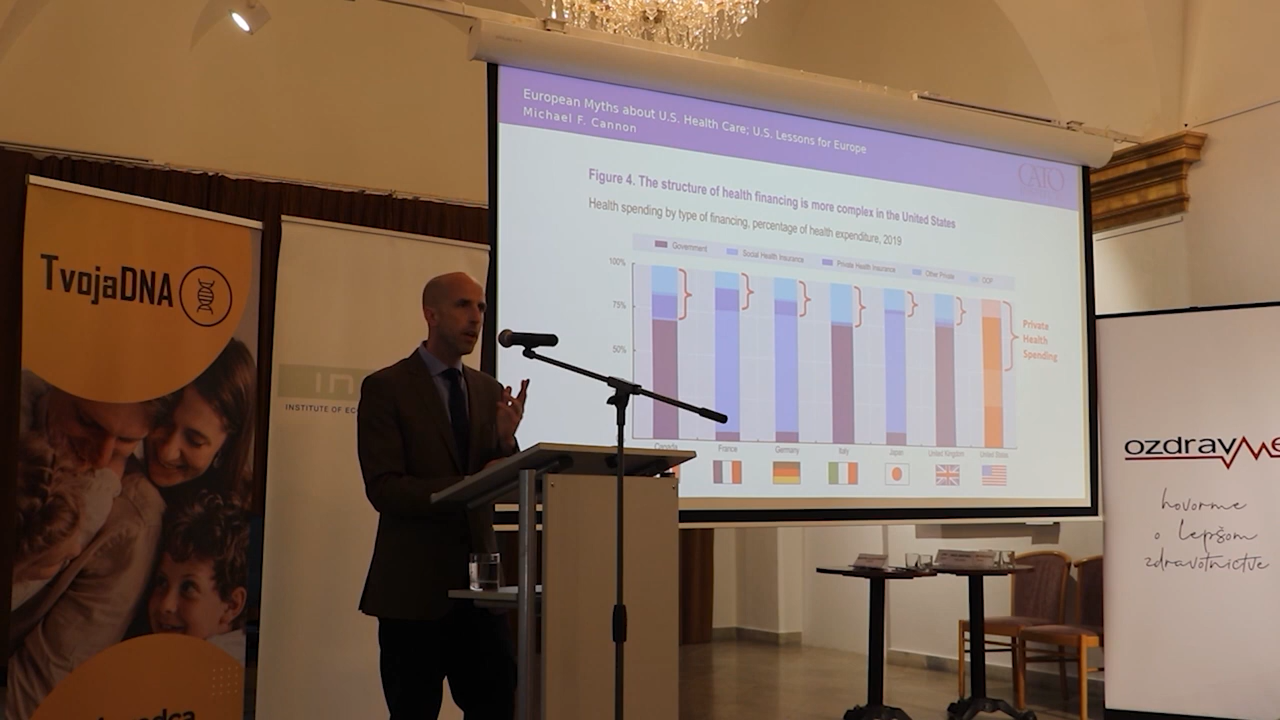 European Myths about U.S. Health Care; U.S. Lessons for Europe
Michael F. Cannon
CATO
Figure 4. The structure of health financing is more complex in the United States
Health spending by type of financing, percentage of health expenditure, 2019
Government
Social Health Insurance
Private Health Insurance
Other Private
OOP
100%
75%
50%
Private
Health
Spending
Canada
France
Germany
Italy
Japan
United Kingdom
United States
TvojaDNA
INSTITUTE OF
ozdrav
hovorme
o lepšom
zdravotníctve